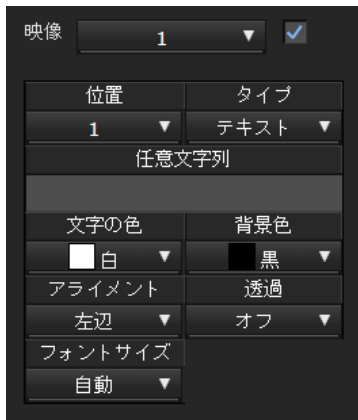 映像 1
位置 タイプ
1 テキスト
任意文字列
文字の色 背景色
白 黒
アライメント 透過
左辺 オフ
フォントサイズ
自動